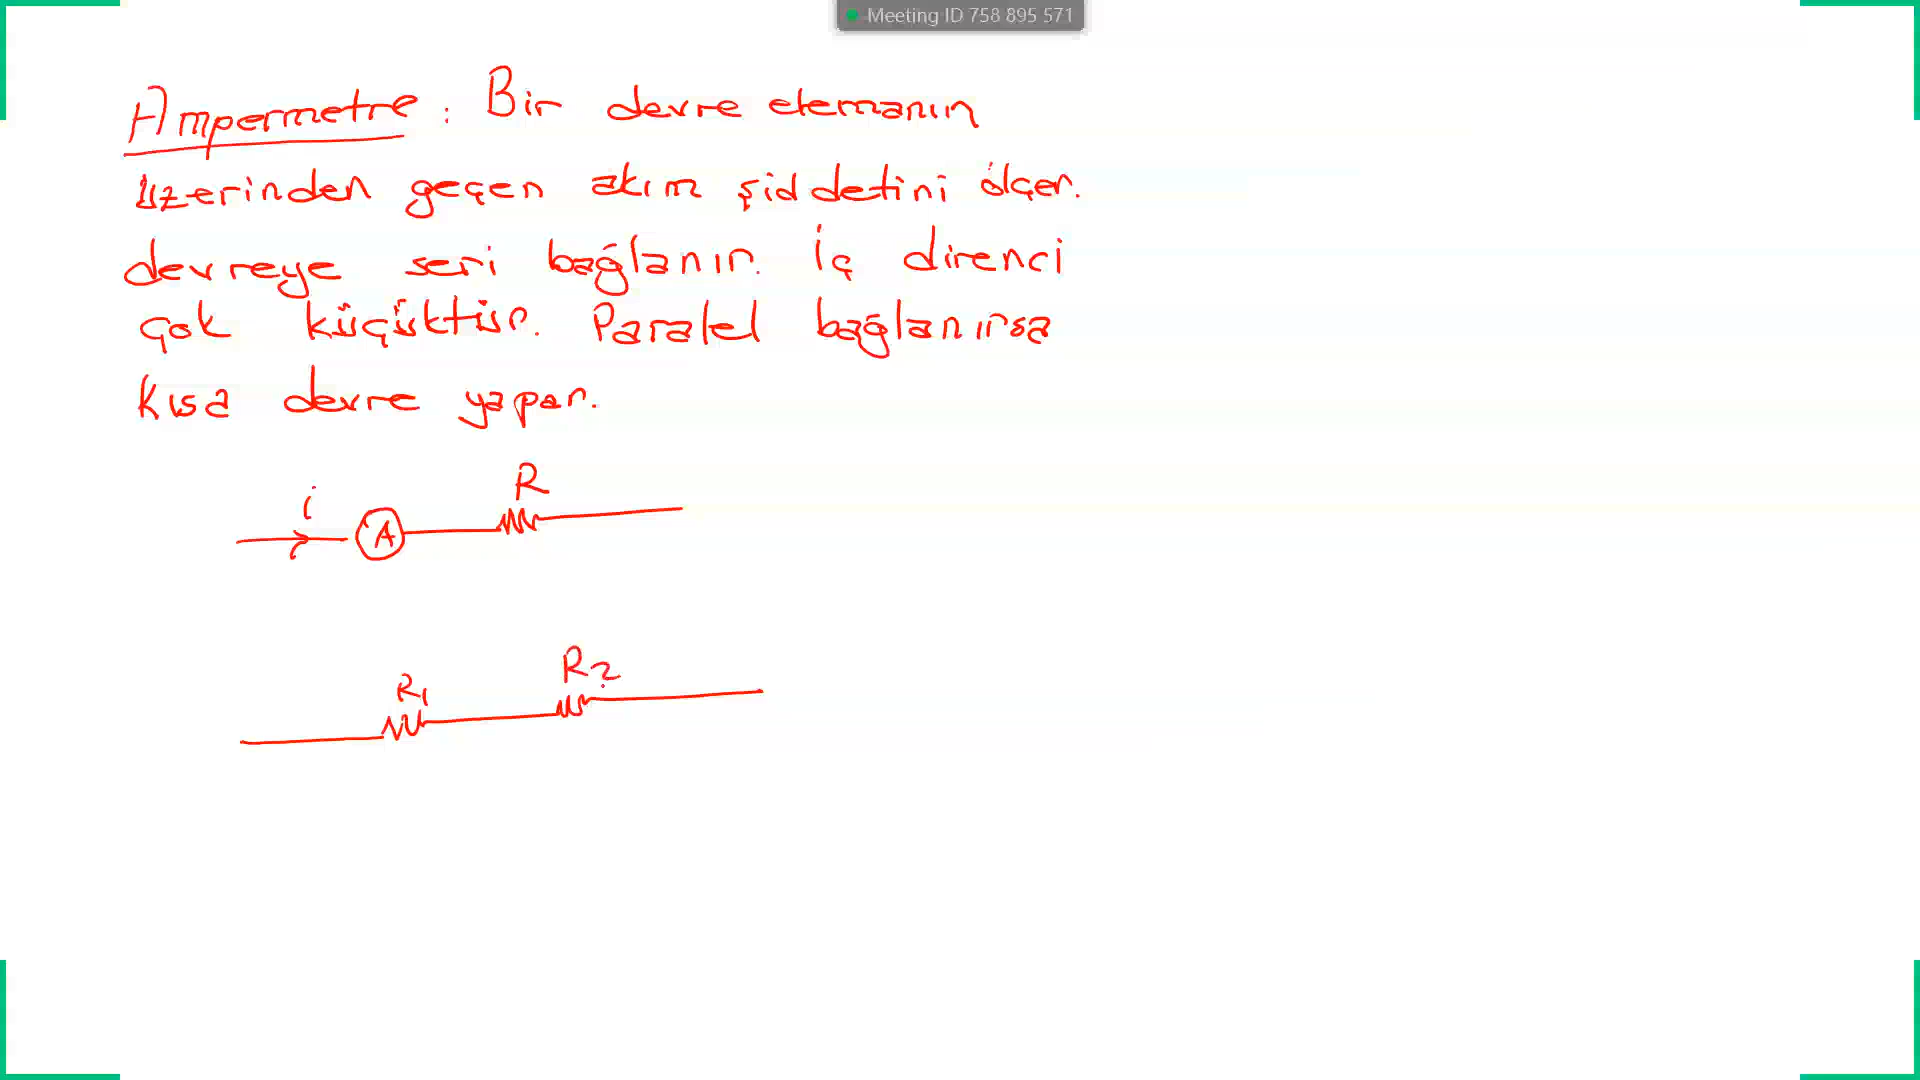 Meeting ID 758 895 571
Ampermetre : Bir devre elemanın
üzerinden geçen akım şiddetini ölçer.
devreye seri bağlanır. İç direnci
çok küçüktür. Paralel bağlanırsa
kısa devre yapar.
R
i
A
R2
R1